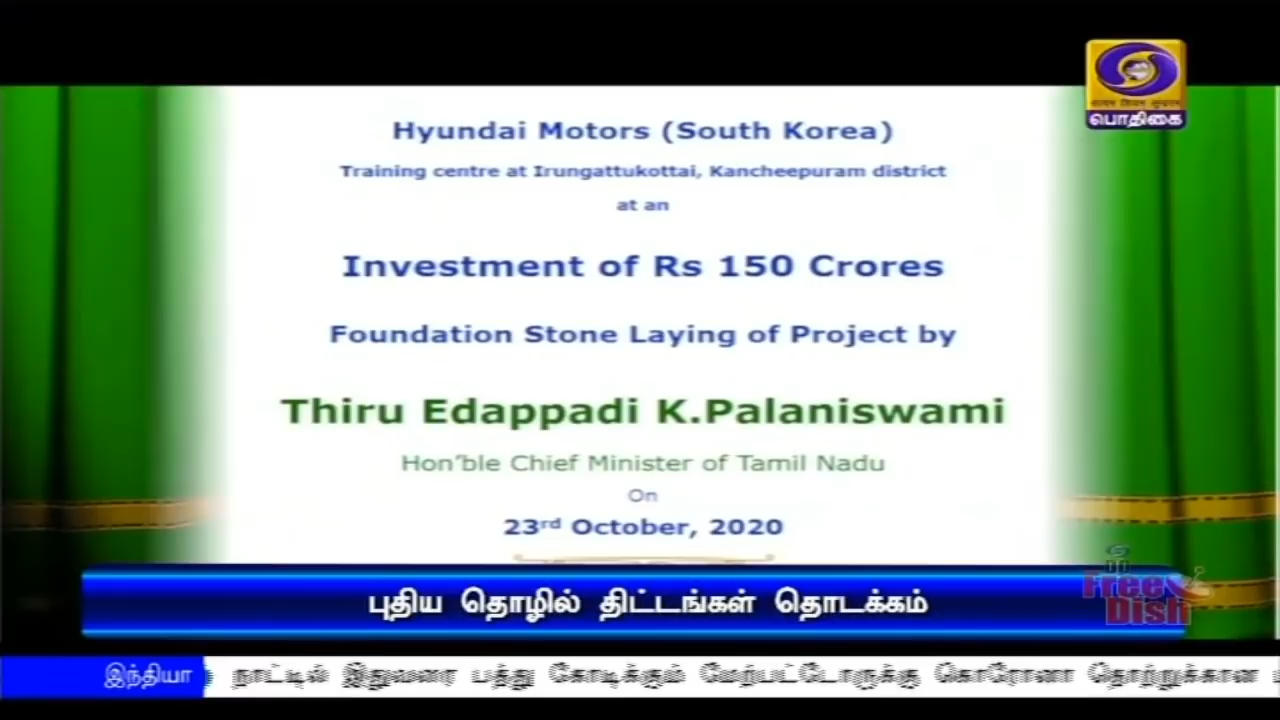 பொதிகை
Hyundai Motors (South Korea)
Training centre at Irungattukottai, Kancheepuram district
at an
Investment of Rs 150 Crores
Foundation Stone Laying of Project by
Thiru Edappadi K.Palaniswami
Hon'ble Chief Minister of Tamil Nadu
On
23rd October, 2020
DD
Free
Dish
புதிய தொழில் திட்டங்கள் தொடக்கம்
இந்தியா நாட்டில் இதுவரை பத்து கோடிக்கும் மேற்பட்டோருக்கு கொரோனா தொற்றுக்கான